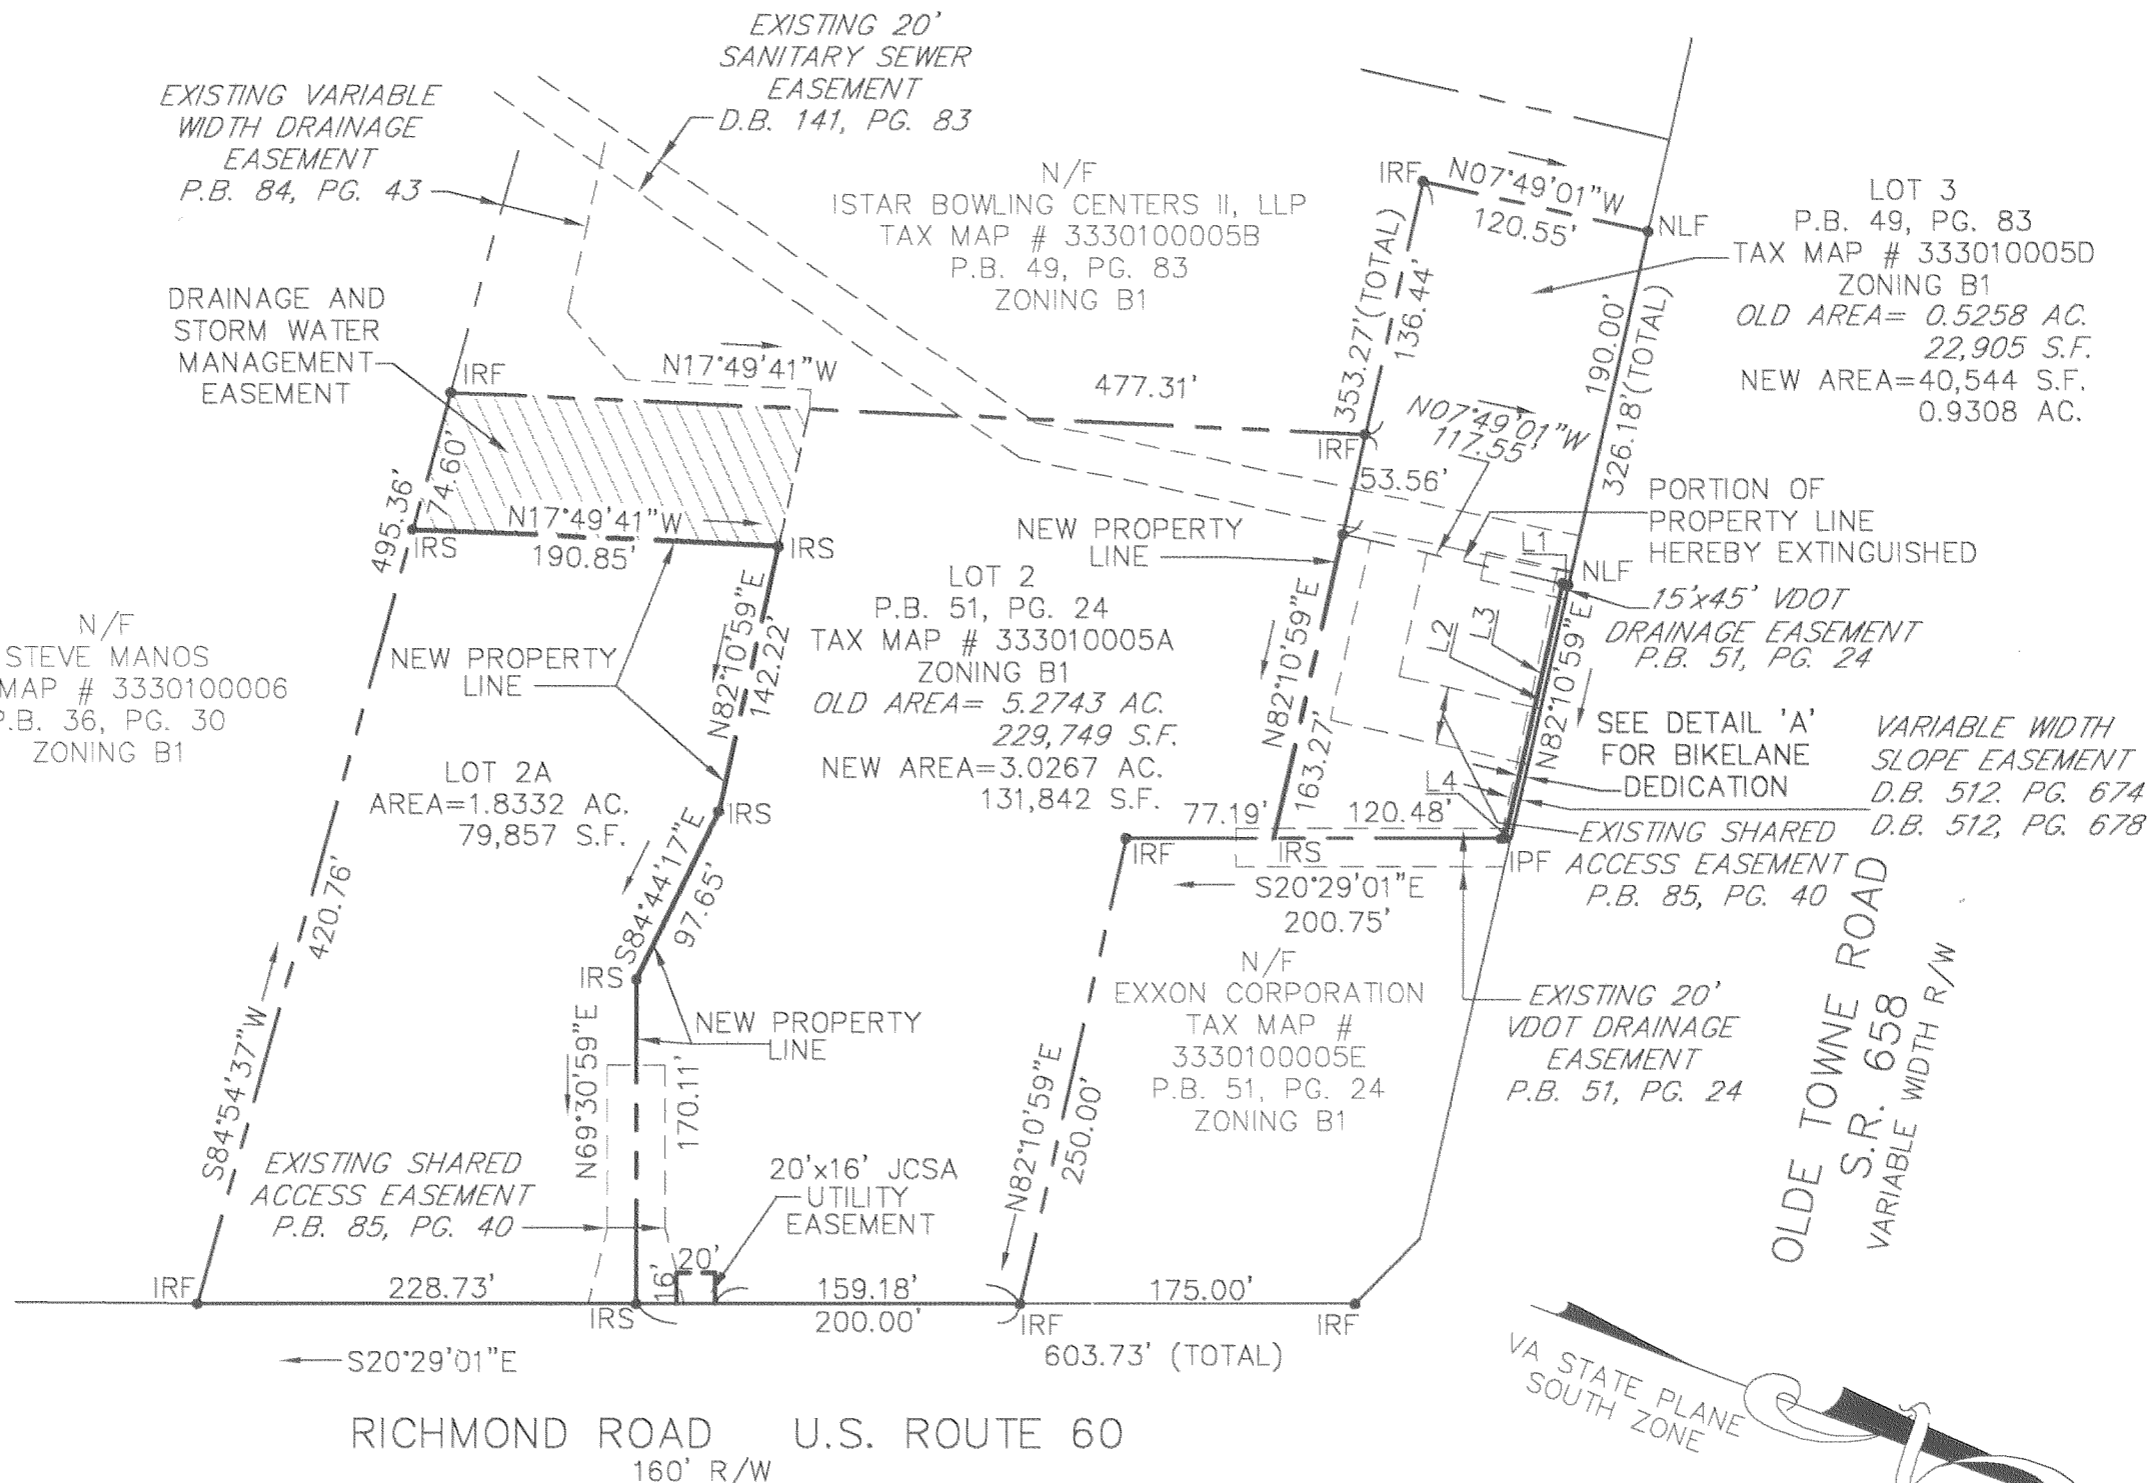 EXISTING 20'
SANITARY SEWER
EASEMENT
D.B. 141, PG. 83
EXISTING VARIABLE
WIDTH DRAINAGE
EASEMENT
P.B. 84, PG. 43
N/F
ISTAR BOWLING CENTERS II, LLP
TAX MAP # 3330100005B
P.B. 49, PG. 83
ZONING B1
IRF
N07°49'01"W
120.55'
NLF
LOT 3
P.B. 49, PG. 83
TAX MAP # 333010005D
ZONING B1
OLD AREA= 0.5258 AC.
22,905 S.F.
NEW AREA=40,544 S.F.
0.9308 AC.
353.27'(TOTAL)
136.44'
190.00'
326.18'(TOTAL)
DRAINAGE AND
STORM WATER
MANAGEMENT
EASEMENT
IRF
N17°49'41"W
477.31'
IRF
N07°49'01"W
117.55'
53.56'
495.36'
74.60'
N17°49'41"W
190.85'
IRS
IRS
NEW PROPERTY
LINE
PORTION OF
PROPERTY LINE
HEREBY EXTINGUISHED
L1
NLF
15'x45' VDOT
DRAINAGE EASEMENT
P.B. 51, PG. 24
L2
L3
N82°10'59"E
N/F
STEVE MANOS
MAP # 3330100006
P.B. 36, PG. 30
ZONING B1
NEW PROPERTY
LINE
N82°10'59"E
142.22'
LOT 2
P.B. 51, PG. 24
TAX MAP # 333010005A
ZONING B1
OLD AREA= 5.2743 AC.
229,749 S.F.
NEW AREA=3.0267 AC.
131,842 S.F.
N82°10'59"E
163.27'
SEE DETAIL 'A'
FOR BIKELANE
DEDICATION
VARIABLE WIDTH
SLOPE EASEMENT
D.B. 512. PG. 674
D.B. 512, PG. 678
LOT 2A
AREA=1.8332 AC.
79,857 S.F.
IRS
L4
77.19'
120.48'
IRF
IRS
IPF
EXISTING SHARED
ACCESS EASEMENT
P.B. 85, PG. 40
S20°29'01"E
200.75'
S84°44'17"E
97.65'
IRS
420.76'
S84°54'37"W
N/F
EXXON CORPORATION
TAX MAP #
3330100005E
P.B. 51, PG. 24
ZONING B1
EXISTING 20'
VDOT DRAINAGE
EASEMENT
P.B. 51, PG. 24
OLDE TOWNE ROAD
S.R. 658
VARIABLE WIDTH R/W
NEW PROPERTY
LINE
N69°30'59"E
170.11'
N82°10'59"E
250.00'
EXISTING SHARED
ACCESS EASEMENT
P.B. 85, PG. 40
20'x16' JCSA
UTILITY
EASEMENT
20'
16'
IRF
228.73'
IRS
159.18'
200.00'
IRF
175.00'
IRF
603.73' (TOTAL)
S20°29'01"E
RICHMOND ROAD U.S. ROUTE 60
160' R/W
VA STATE PLANE
SOUTH ZONE